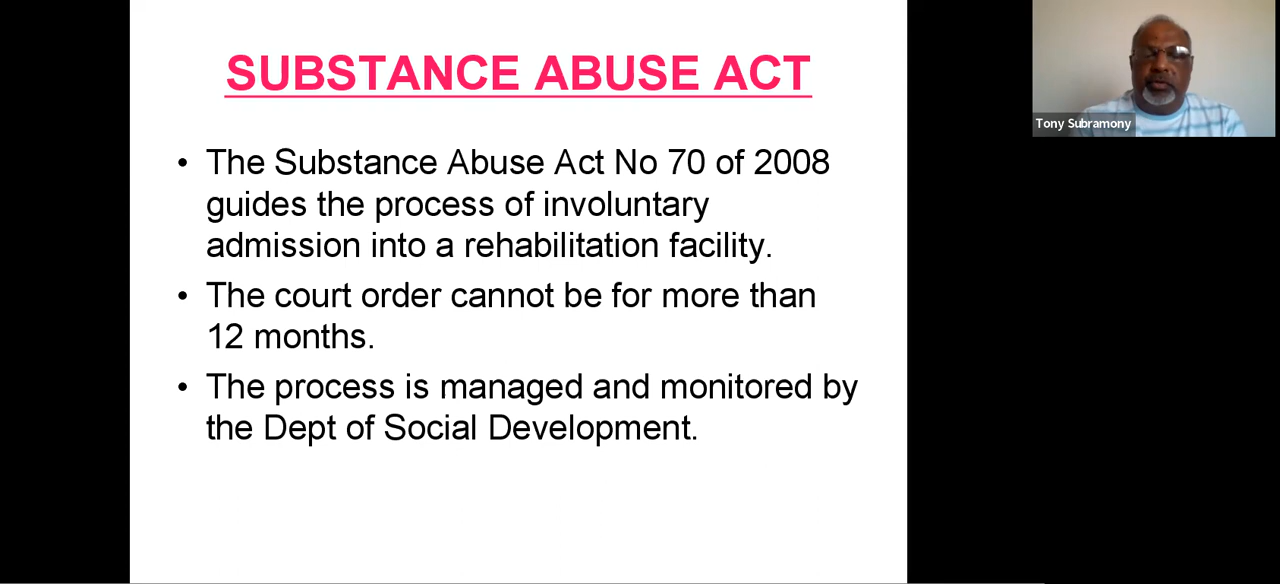 SUBSTANCE ABUSE ACT
• The Substance Abuse Act No 70 of 2008
guides the process of involuntary
admission into a rehabilitation facility.
• The court order cannot be for more than
12 months.
• The process is managed and monitored by
the Dept of Social Development.
Tony Subramony